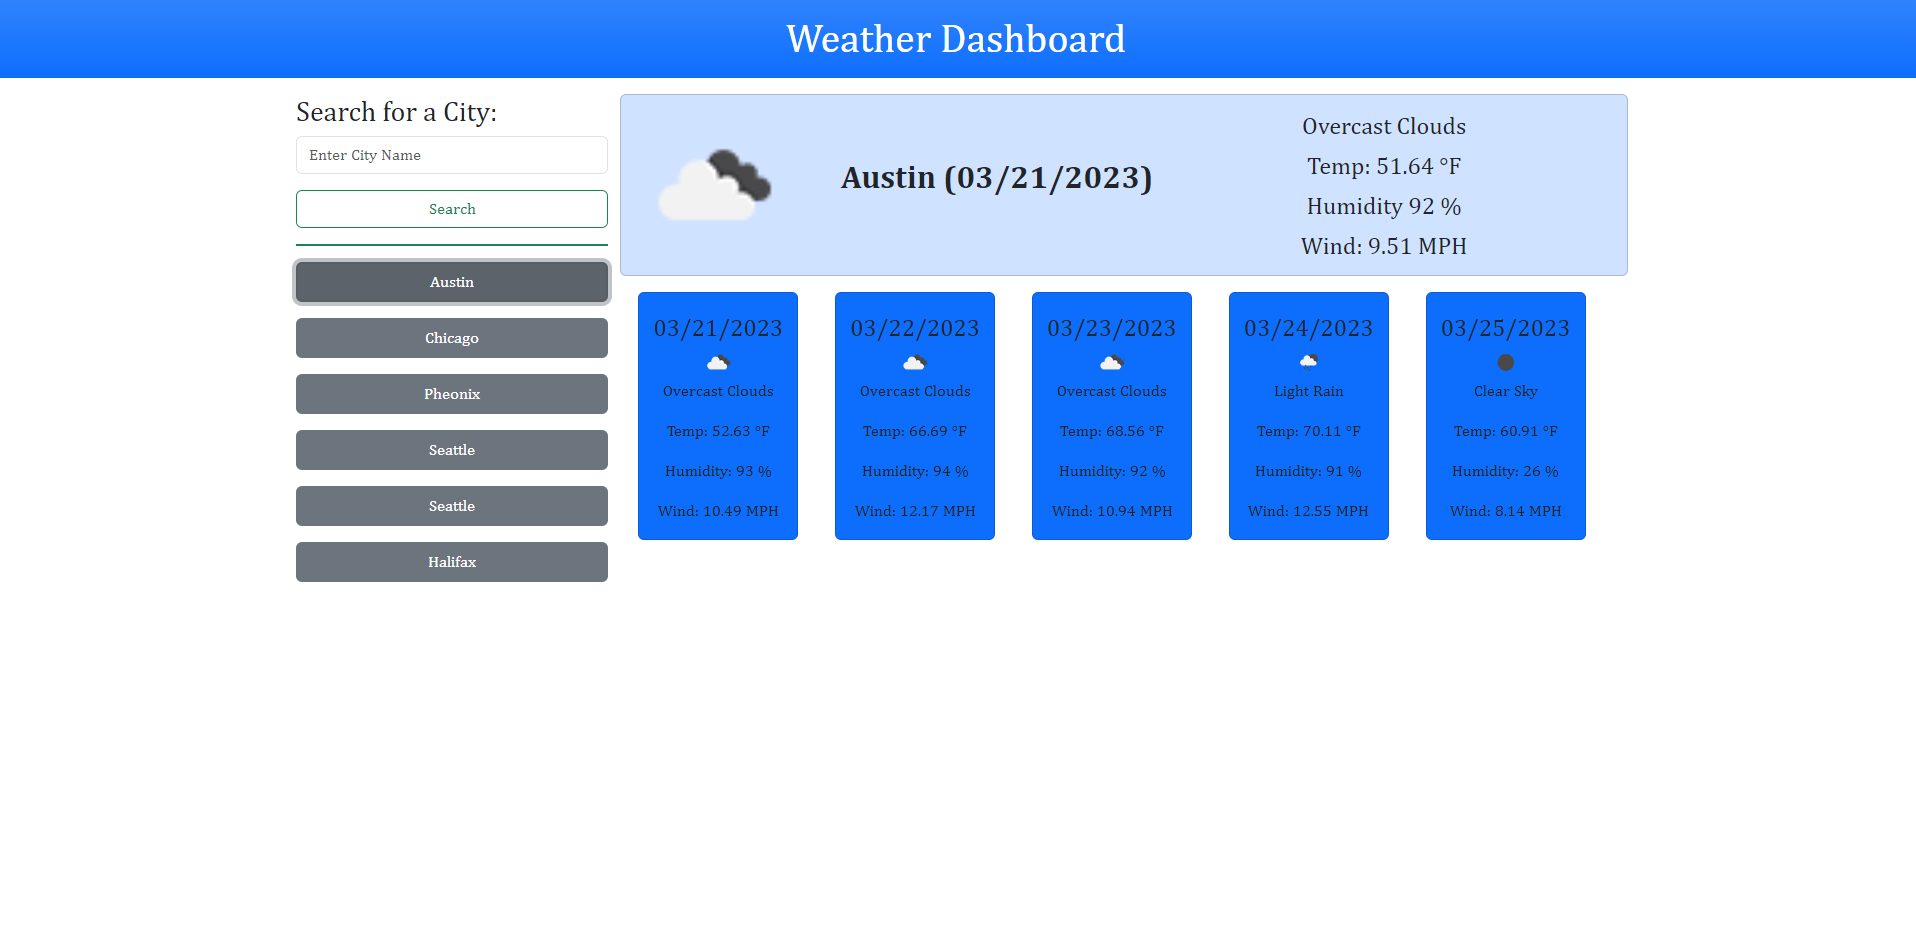 Weather Dashboard
Search for a City:
Enter City Name
Search
Austin
Chicago
Pheonix
Seattle
Seattle
Halifax
Austin (03/21/2023)
Overcast Clouds
Temp: 51.64 °F
Humidity 92 %
Wind: 9.51 MPH
03/21/2023
Overcast Clouds
Temp: 52.63 °F
Humidity: 93 %
Wind: 10.49 MPH
03/22/2023
Overcast Clouds
Temp: 66.69 °F
Humidity: 94 %
Wind: 12.17 MPH
03/23/2023
Overcast Clouds
Temp: 68.56 °F
Humidity: 92 %
Wind: 10.94 MPH
03/24/2023
Light Rain
Temp: 70.11 °F
Humidity: 91 %
Wind: 12.55 MPH
03/25/2023
Clear Sky
Temp: 60.91 °F
Humidity: 26 %
Wind: 8.14 MPH